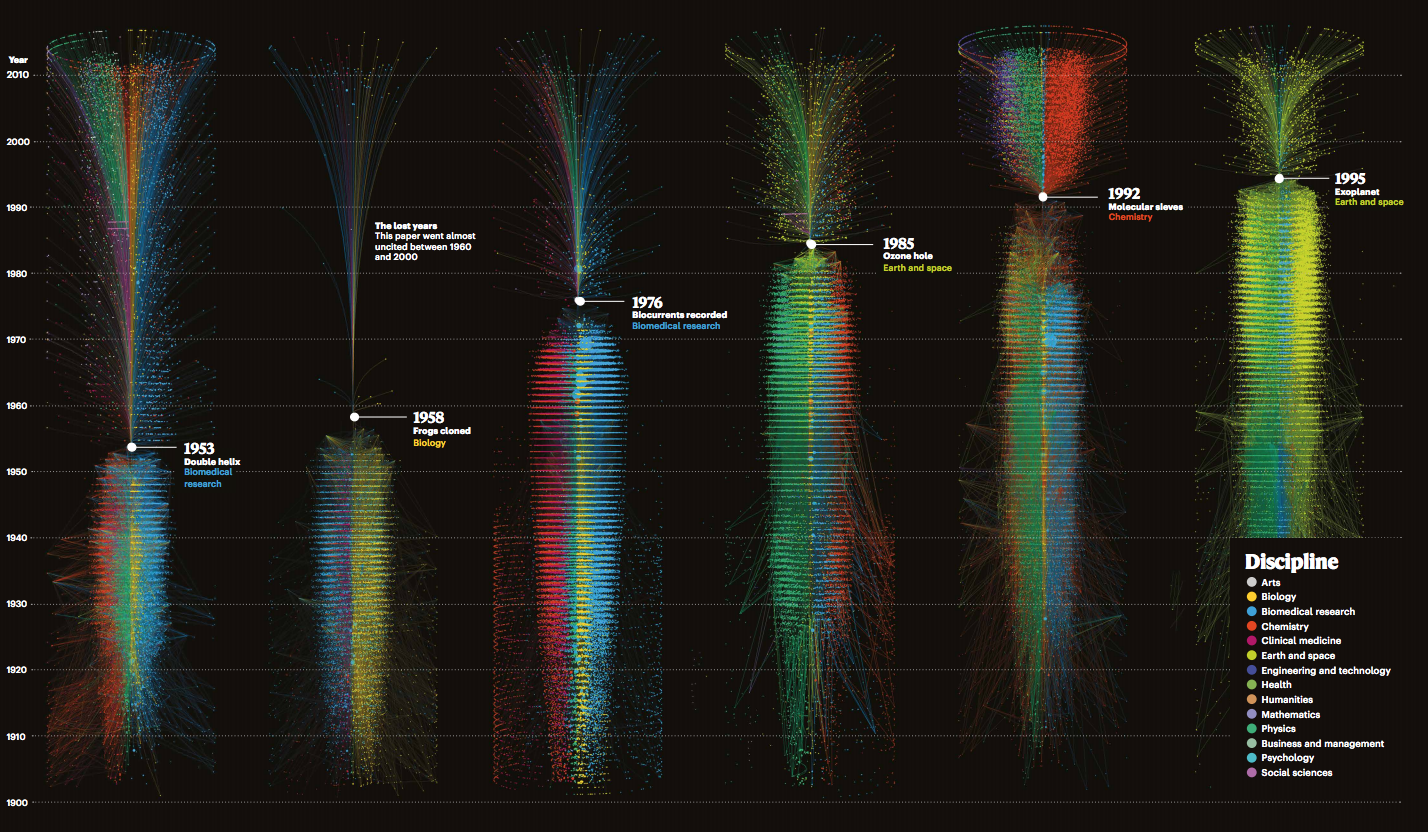 Year
2010
2000
1990
1980
1970
1960
1950
1940
1930
1920
1910
1900
1953
Double helix
Biomedical
research
The lost years
This paper went almost
uncited between 1960
and 2000
1958
Frogs cloned
Biology
1976
Biocurrents recorded
Biomedical research
1985
Ozone hole
Earth and space
1992
Molecular sieves
Chemistry
1995
Exoplanet
Earth and space
Discipline
Arts
Biology
Biomedical research
Chemistry
Clinical medicine
Earth and space
Engineering and technology
Health
Humanities
Mathematics
Physics
Business and management
Psychology
Social sciences